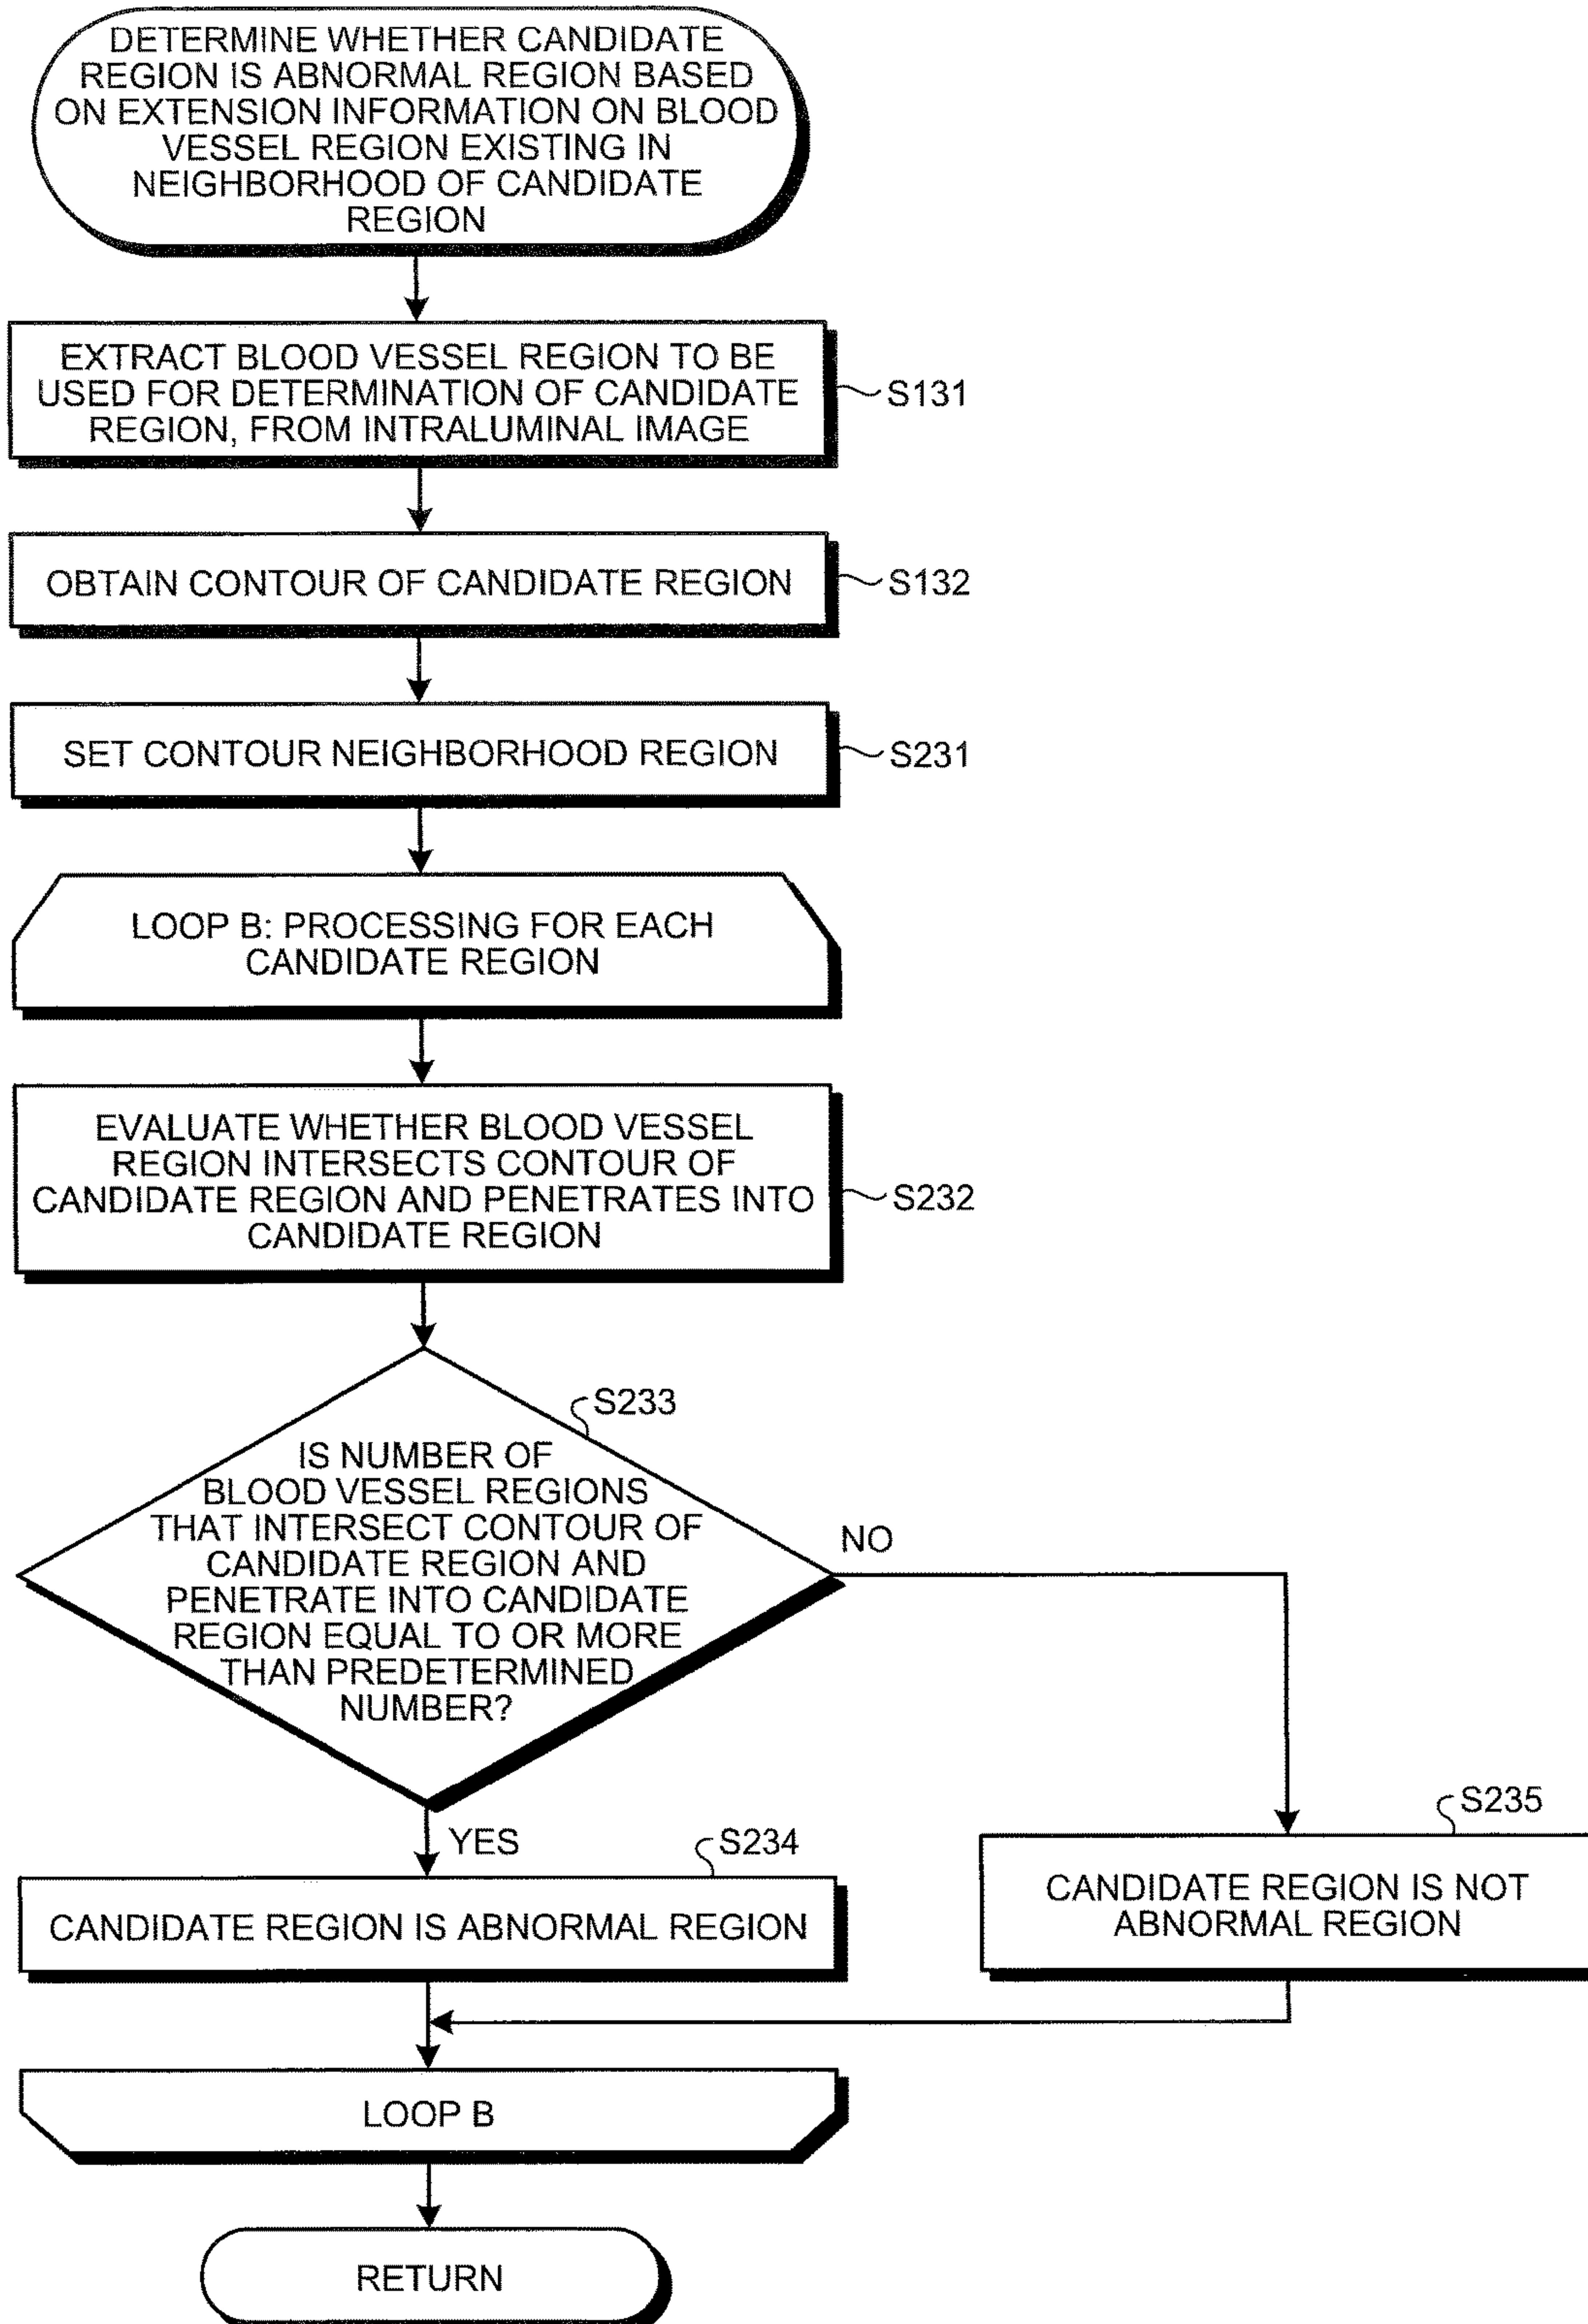 DETERMINE WHETHER CANDIDATE
REGION IS ABNORMAL REGION BASED
ON EXTENSION INFORMATION ON BLOOD
VESSEL REGION EXISTING IN
NEIGHBORHOOD OF CANDIDATE
REGION
EXTRACT BLOOD VESSEL REGION TO BE
USED FOR DETERMINATION OF CANDIDATE
REGION, FROM INTRALUMINAL IMAGE
S131
OBTAIN CONTOUR OF CANDIDATE REGION
S132
SET CONTOUR NEIGHBORHOOD REGION
S231
LOOP B: PROCESSING FOR EACH
CANDIDATE REGION
EVALUATE WHETHER BLOOD VESSEL
REGION INTERSECTS CONTOUR OF
CANDIDATE REGION AND PENETRATES INTO
CANDIDATE REGION
S232
S233
IS NUMBER OF
BLOOD VESSEL REGIONS
THAT INTERSECT CONTOUR OF
CANDIDATE REGION AND
PENETRATE INTO CANDIDATE
REGION EQUAL TO OR MORE
THAN PREDETERMINED
NUMBER?
NO
YES
S234
CANDIDATE REGION IS ABNORMAL REGION
S235
CANDIDATE REGION IS NOT
ABNORMAL REGION
LOOP B
RETURN